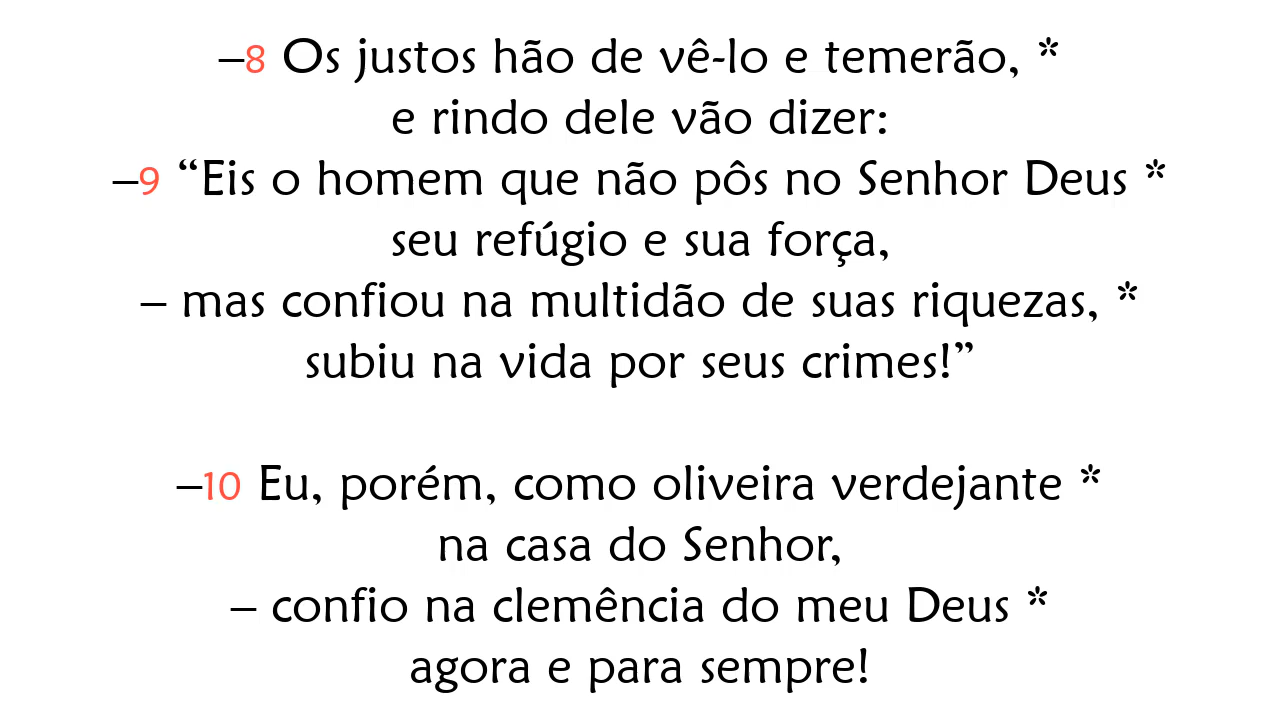 –8 Os justos hão de vê-lo e temerão, *
e rindo dele vão dizer:
–9 “Eis o homem que não pôs no Senhor Deus *
seu refúgio e sua força,
– mas confiou na multidão de suas riquezas, *
subiu na vida por seus crimes!”
–10 Eu, porém, como oliveira verdejante *
na casa do Senhor,
– confio na clemência do meu Deus *
agora e para sempre!